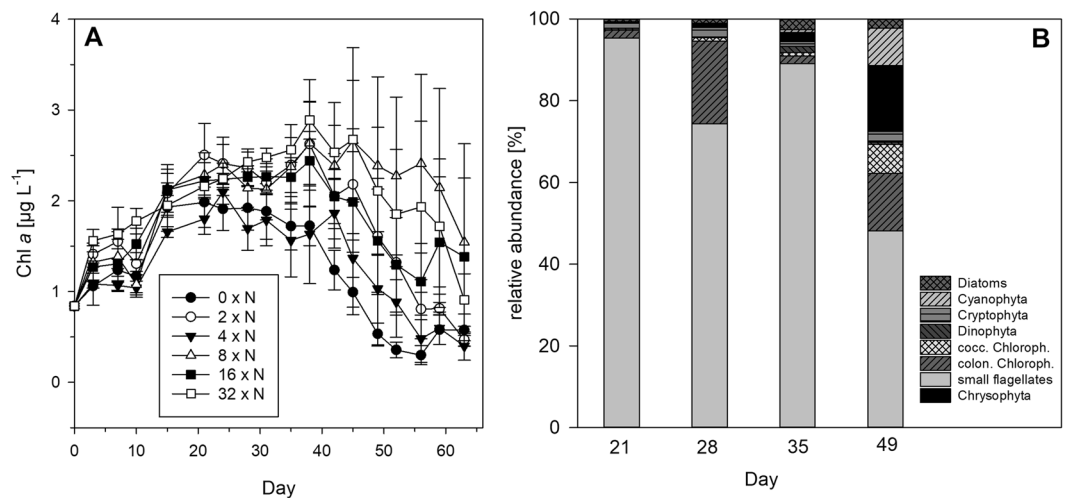 A
4
3
2
1
0
Chl a [µg L-1]
0 x N
2 x N
4 x N
8 x N
16 x N
32 x N
0 10 20 30 40 50 60
Day
B
100
80
60
40
20
0
relative abundance [%]
Diatoms
Cyanophyta
Cryptophyta
Dinophyta
cocc. Chloroph.
colon. Chloroph.
small flagellates
Chrysophyta
21 28 35 49
Day